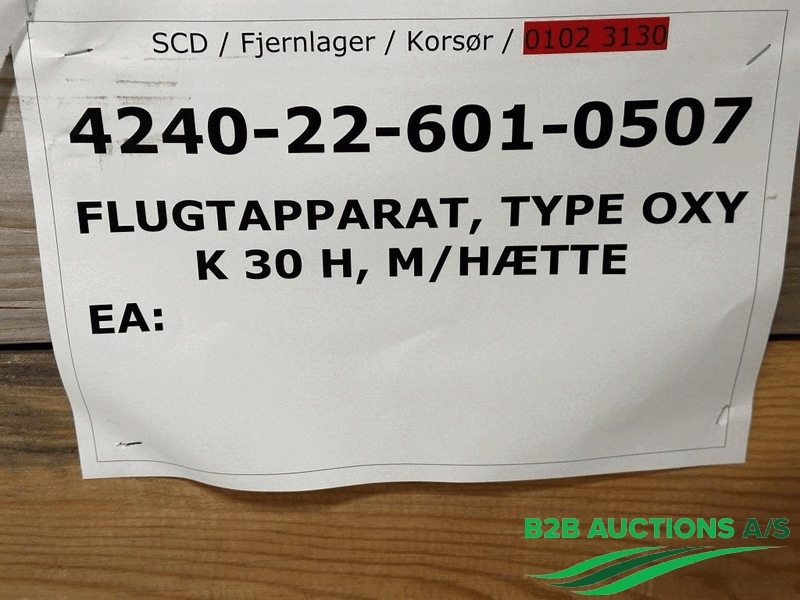 SCD / Fjernlager / Korsør / 0102 3130
4240-22-601-0507
FLUGTAPPARAT, TYPE OXY
K 30 H, M/HÆTTE
EA:
B2B AUCTIONS A/S